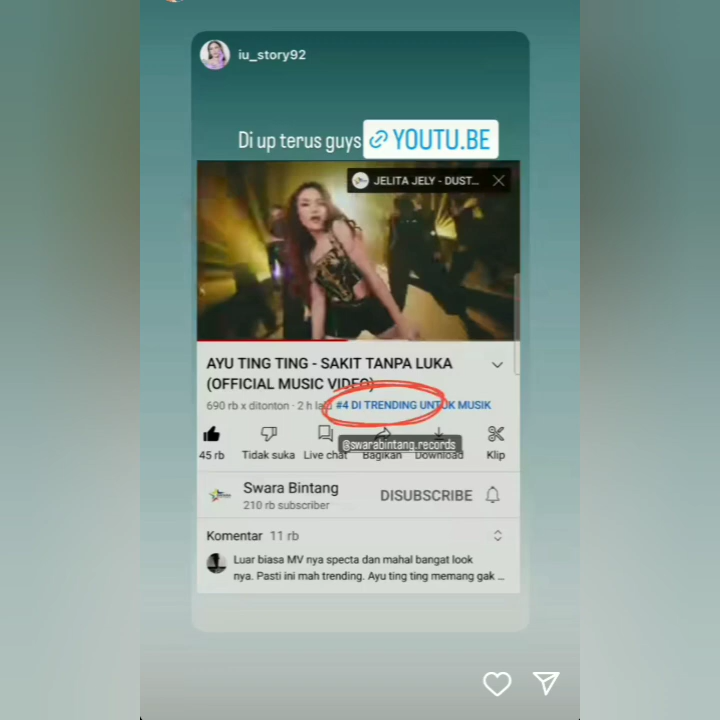 iu_story92
Di up terus guys YOUTU.BE
JELITA JELY - DUST...
AYU TING TING - SAKIT TANPA LUKA
(OFFICIAL MUSIC VIDEO)
690 rb x ditonton · 2 h lalu #4 DI TRENDING UNTUK MUSIK
@swarabintang.records
45 rb Tidak suka Live chat Bagikan Download Klip
Swara Bintang DISUBSCRIBE
210 rb subscriber
Komentar 11 rb
Luar biasa MV nya specta dan mahal bangat look
nya. Pasti ini mah trending. Ayu ting ting memang gak ...